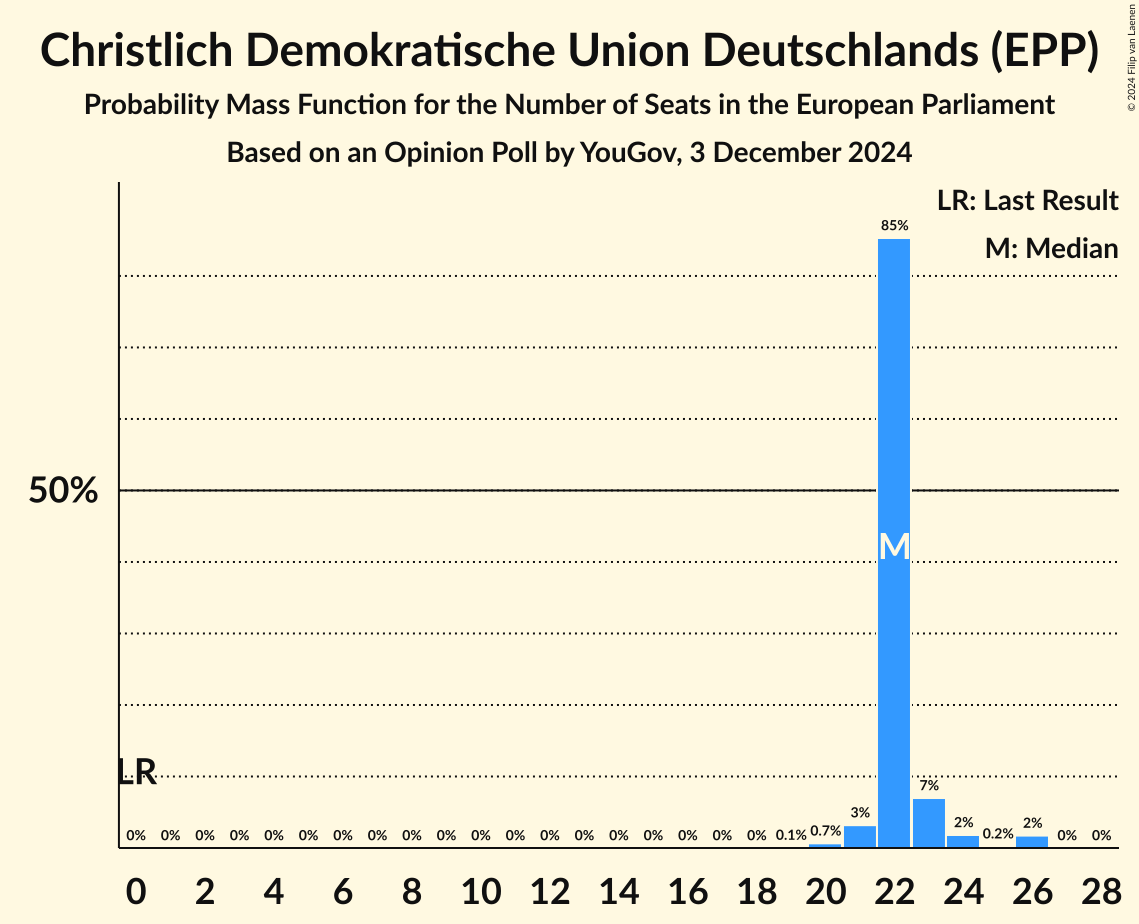 Christlich Demokratische Union Deutschlands (EPP)
Probability Mass Function for the Number of Seats in the European Parliament
Based on an Opinion Poll by YouGov, 3 December 2024
© 2024 Filip van Laenen
LR: Last Result
M: Median
85%
50%
M
LR
0% 0% 0% 0% 0% 0% 0% 0% 0% 0% 0% 0% 0% 0% 0% 0% 0% 0% 0% 0.1% 0.7% 3% 7% 2% 0.2% 2% 0% 0%
0 2 4 6 8 10 12 14 16 18 20 22 24 26 28